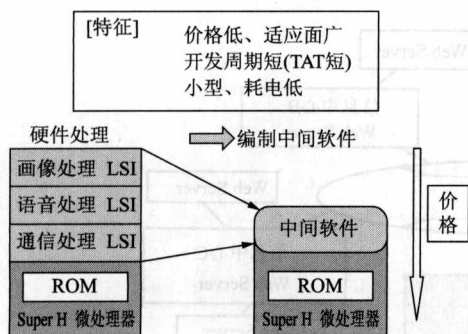 [特征] 价格低、适应面广
开发周期短(TAT短)
小型、耗电低
硬件处理
编制中间软件
画像处理 LSI
语音处理 LSI
通信处理 LSI
ROM
Super H 微处理器
中间软件
ROM
Super H 微处理器
价格